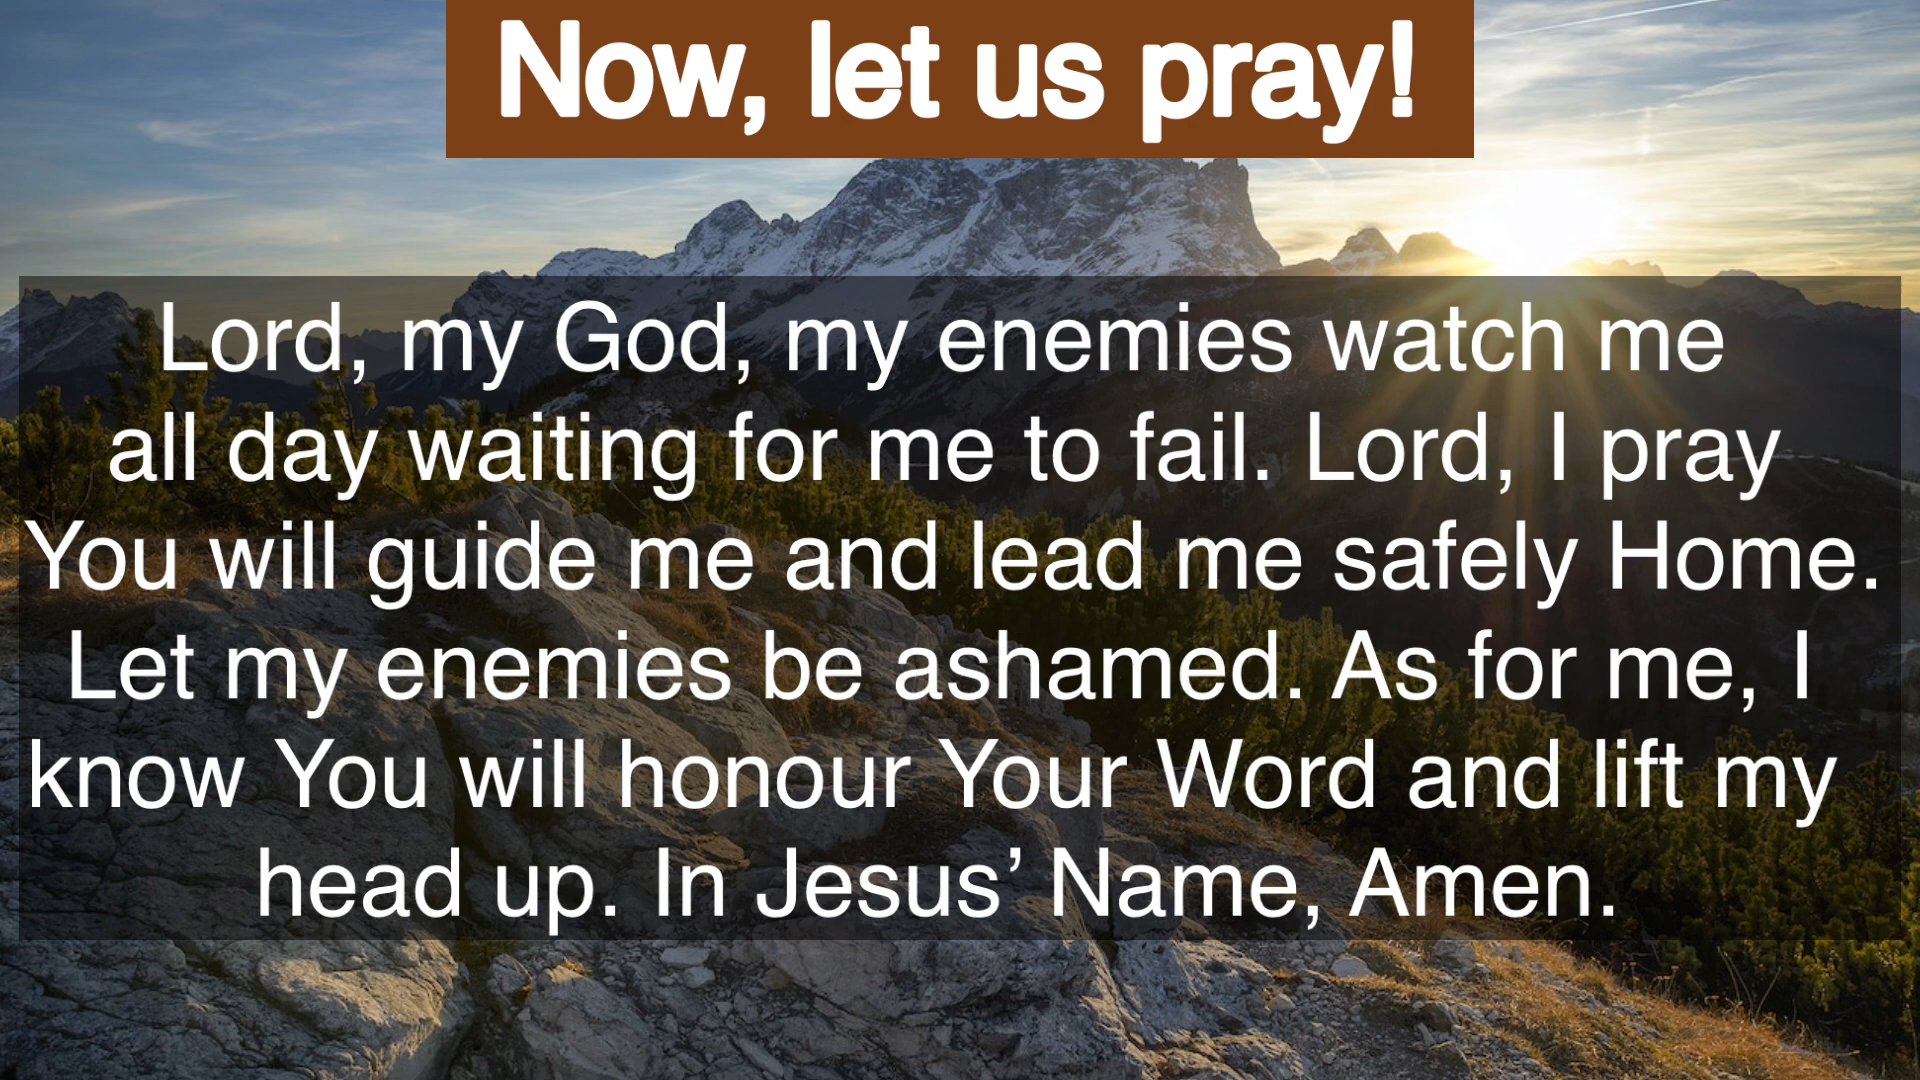 Now, let us pray!
Lord, my God, my enemies watch me
all day waiting for me to fail. Lord, I pray
You will guide me and lead me safely Home.
Let my enemies be ashamed. As for me, I
know You will honour Your Word and lift my
head up. In Jesus’ Name, Amen.